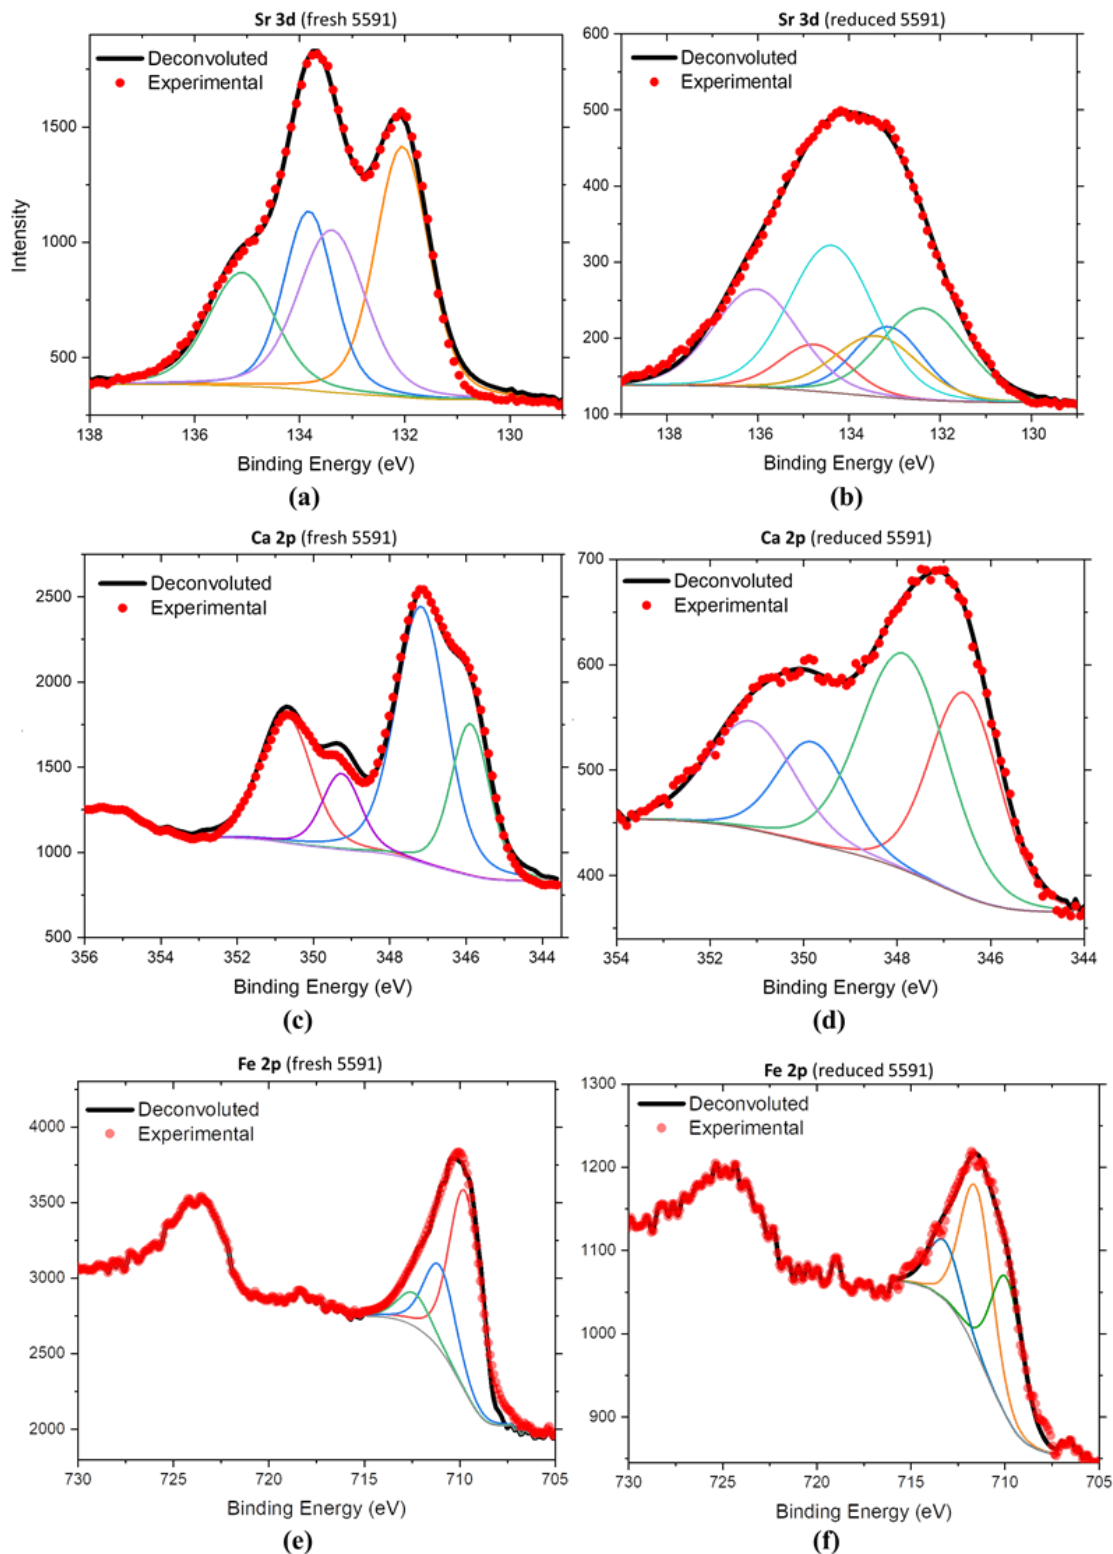 Sr 3d (fresh 5591)
Deconvoluted
Experimental
1500
1000
500
Intensity
138
136
134
132
130
Binding Energy (eV)
(a)
Sr 3d (reduced 5591)
Deconvoluted
Experimental
600
500
400
300
200
100
138
136
134
132
130
Binding Energy (eV)
(b)
Ca 2p (fresh 5591)
Deconvoluted
Experimental
2500
2000
1500
1000
500
356
354
352
350
348
346
344
Binding Energy (eV)
(c)
Ca 2p (reduced 5591)
Deconvoluted
Experimental
700
600
500
400
354
352
350
348
346
344
Binding Energy (eV)
(d)
Fe 2p (fresh 5591)
Deconvoluted
Experimental
4000
3500
3000
2500
2000
730
725
720
715
710
705
Binding Energy (eV)
(e)
Fe 2p (reduced 5591)
Deconvoluted
Experimental
1300
1200
1100
1000
900
730
725
720
715
710
705
Binding Energy (eV)
(f)